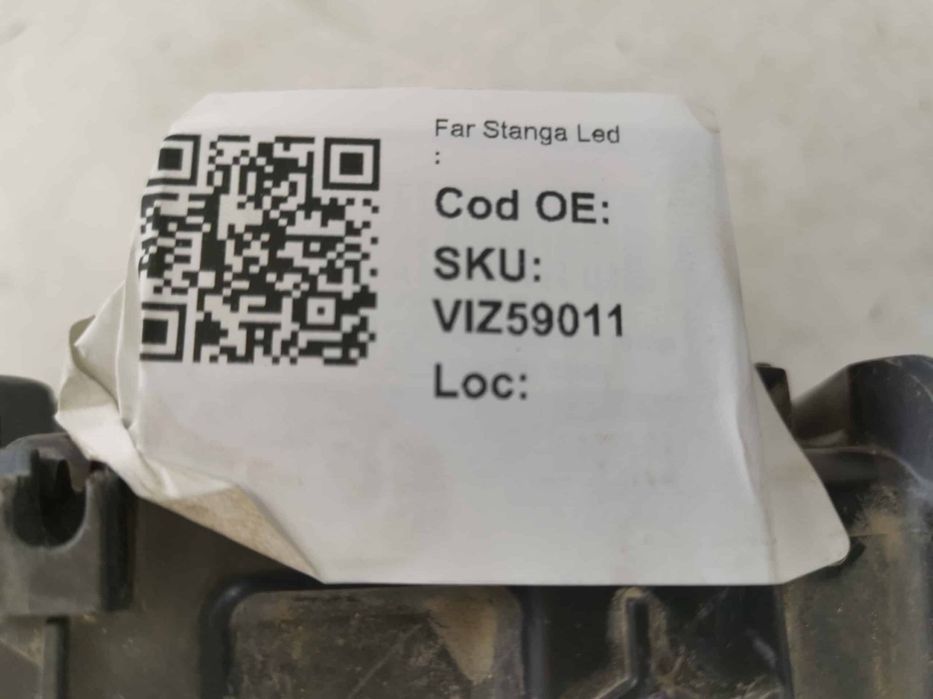 Far Stanga Led
:
Cod OE:
SKU:
VIZ59011
Loc: